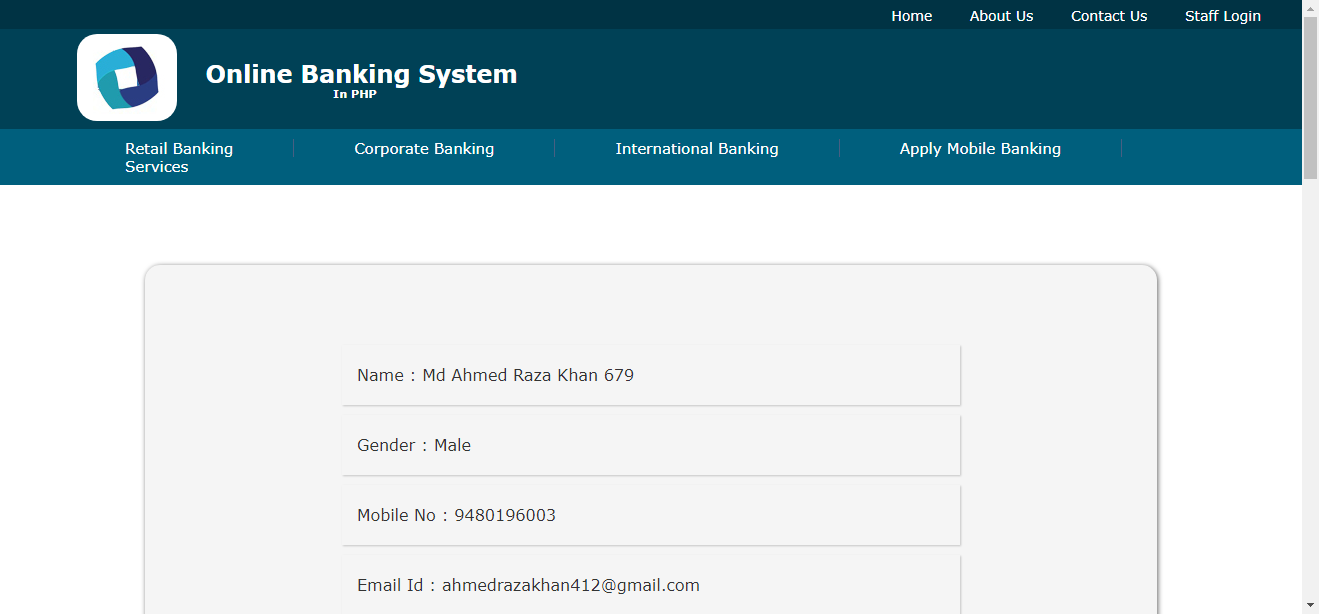 Home About Us Contact Us Staff Login
Online Banking System
In PHP
Retail Banking Services
Corporate Banking
International Banking
Apply Mobile Banking
Name : Md Ahmed Raza Khan 679
Gender : Male
Mobile No : 9480196003
Email Id : ahmedrazakhan412@gmail.com